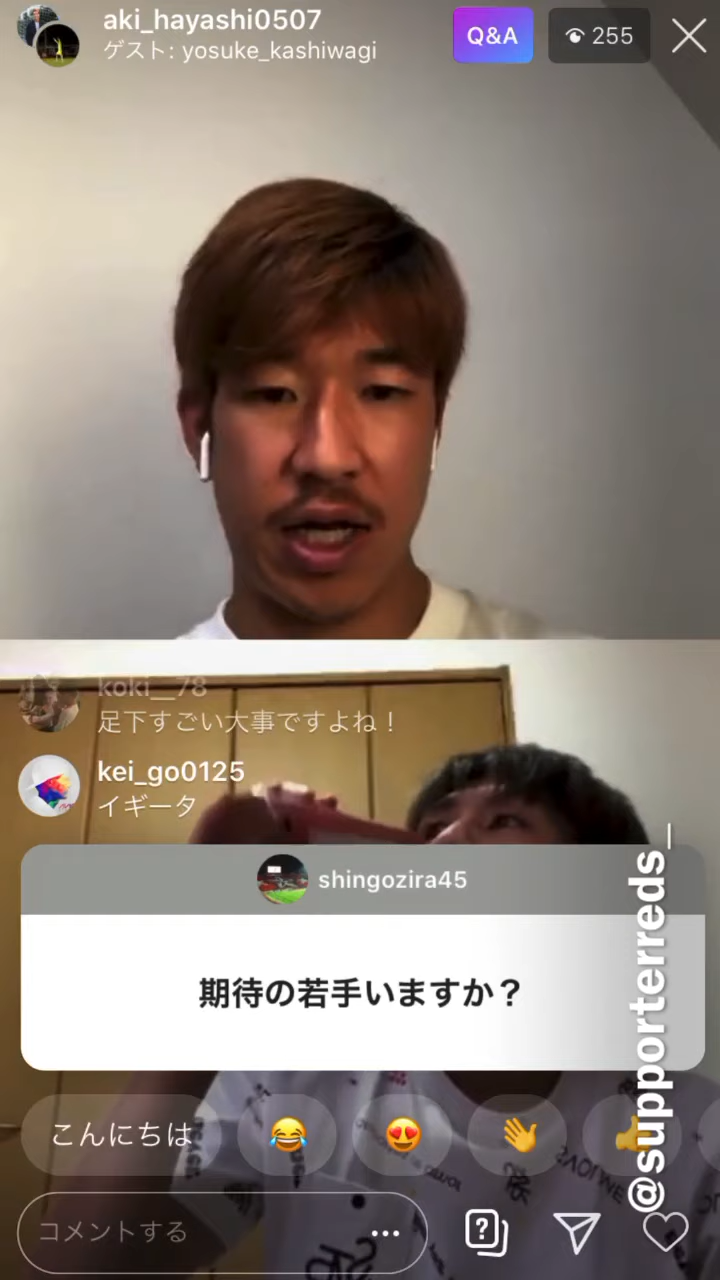 aki_hayashi0507
ゲスト: yosuke_kashiwagi
Q&A
255
koki__78
足下すごい大事ですよね！
kei_go0125
イギータ
shingozira45
期待の若手いますか？
@supporterreds_
こんにちは
コメントする